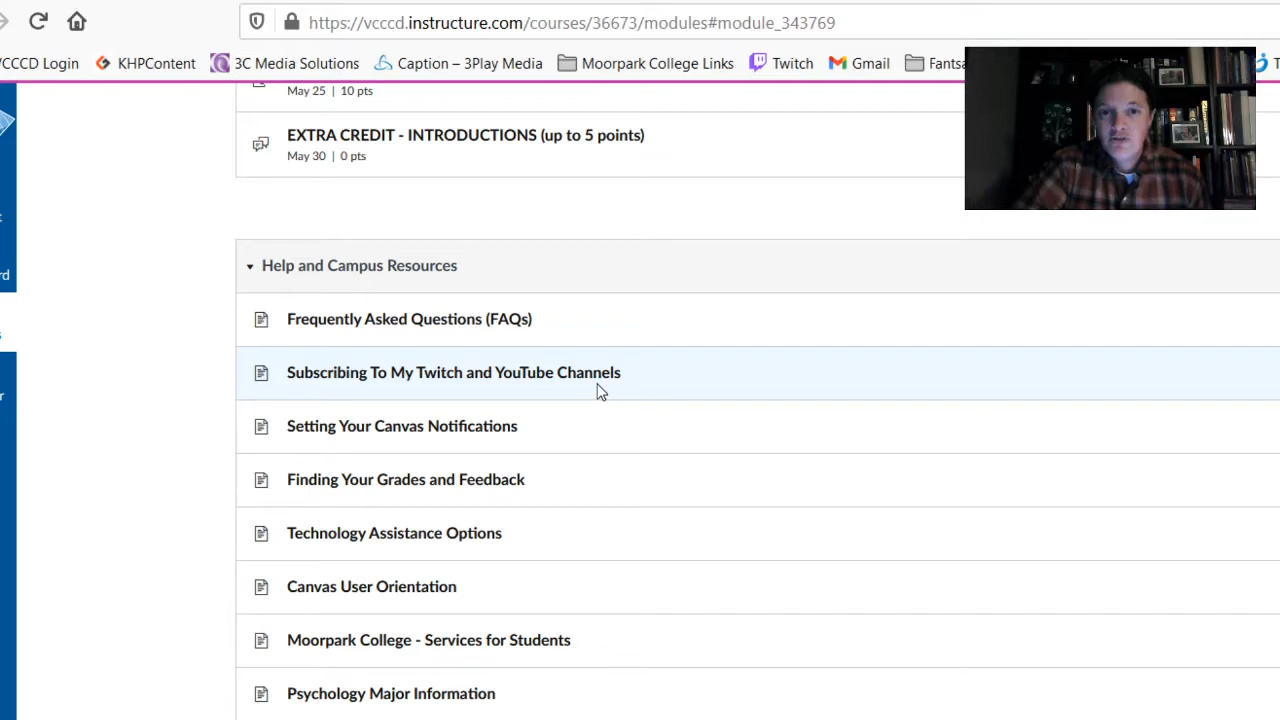 https://vcccd.instructure.com/courses/36673/modules#module_343769
VCCCD Login KHPContent 3C Media Solutions Caption – 3Play Media Moorpark College Links Twitch Gmail Fantas T
May 25 | 10 pts
EXTRA CREDIT - INTRODUCTIONS (up to 5 points)
May 30 | 0 pts
t
rd
s
r
Help and Campus Resources
Frequently Asked Questions (FAQs)
Subscribing To My Twitch and YouTube Channels
Setting Your Canvas Notifications
Finding Your Grades and Feedback
Technology Assistance Options
Canvas User Orientation
Moorpark College - Services for Students
Psychology Major Information